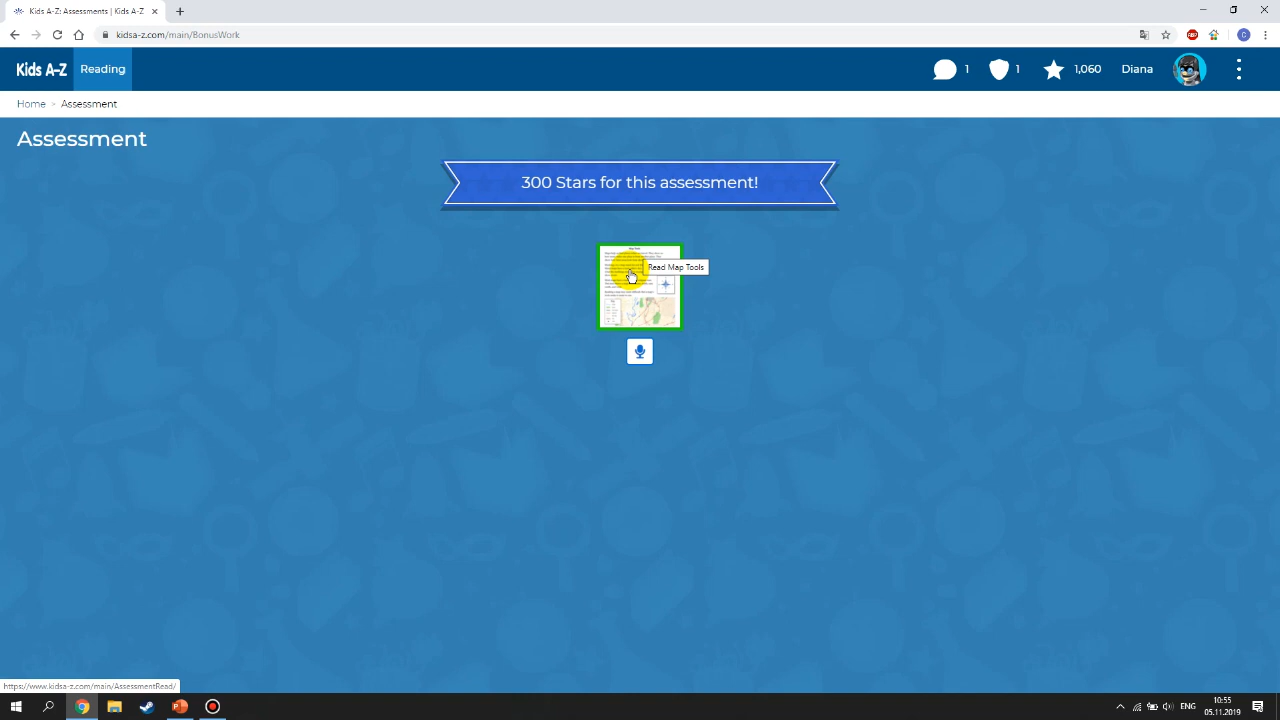 Kids A-Z: Assessments | Kids A-Z
kidsa-z.com/main/BonusWork
Kids A-Z Reading 1 1 1,060 Diana
Home > Assessment
Assessment
300 Stars for this assessment!
Read Map Tools
https://www.kidsa-z.com/main/AssessmentRead/
ENG
10:55
05.11.2019